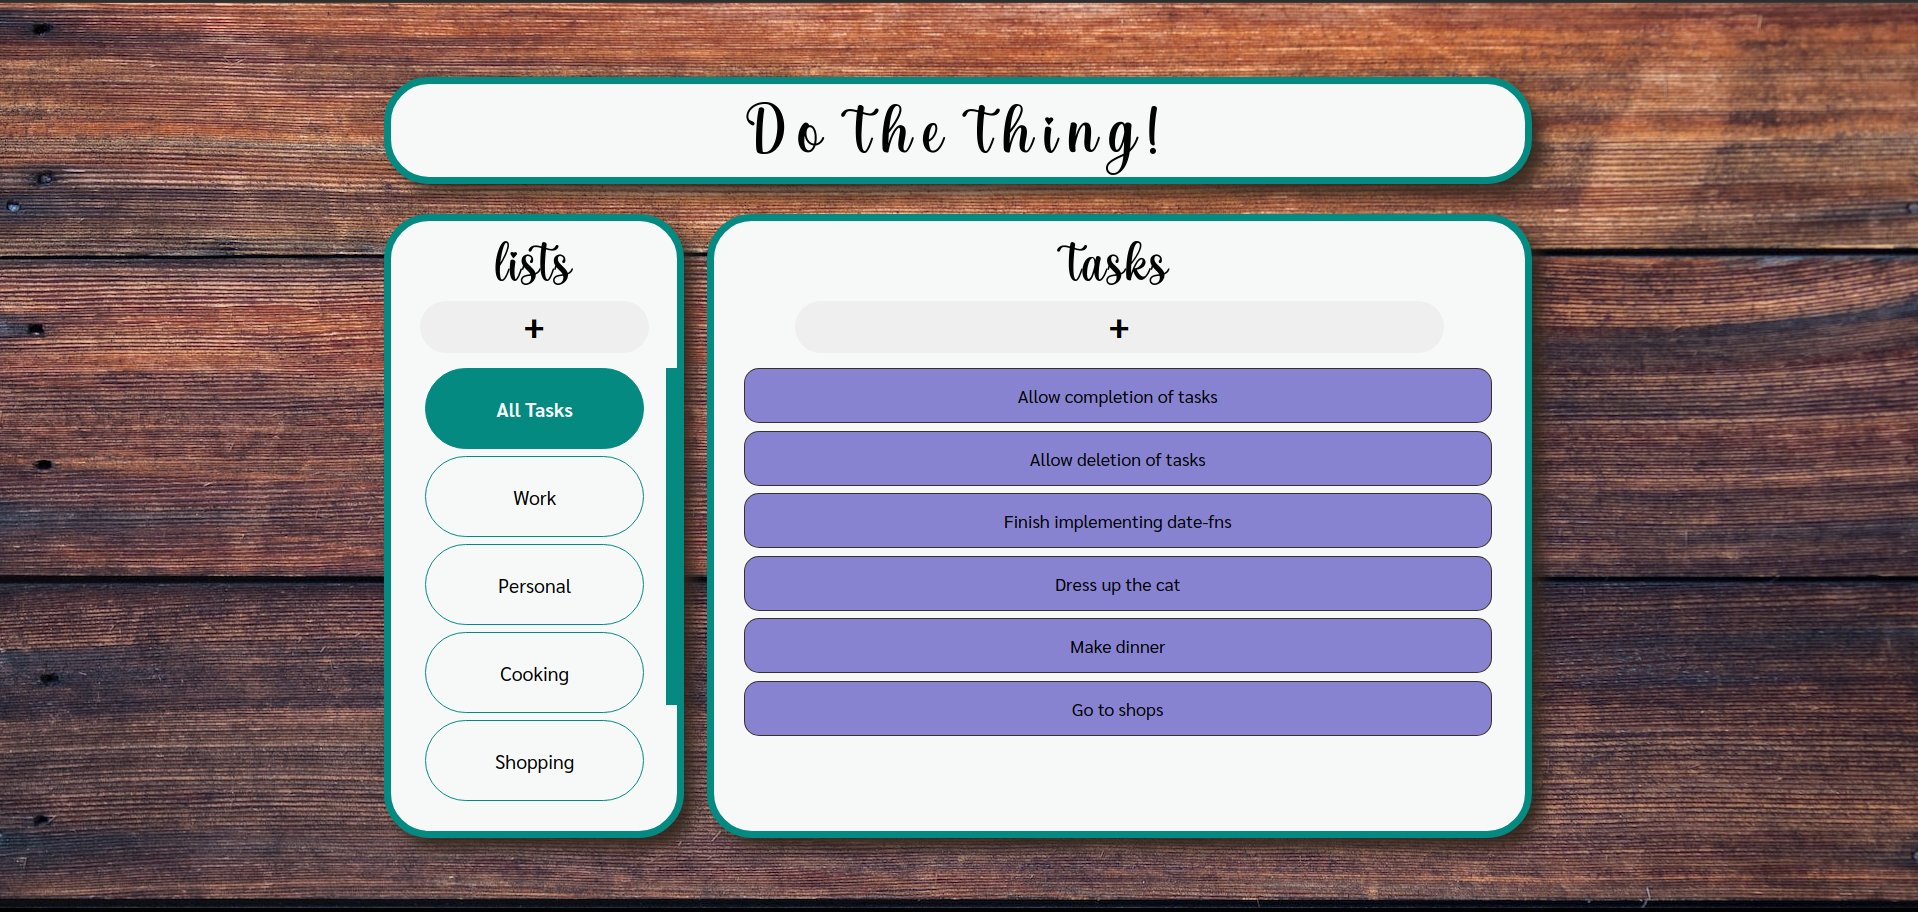 Do The Thing!
lists
+
All Tasks
Work
Personal
Cooking
Shopping
Tasks
+
Allow completion of tasks
Allow deletion of tasks
Finish implementing date-fns
Dress up the cat
Make dinner
Go to shops